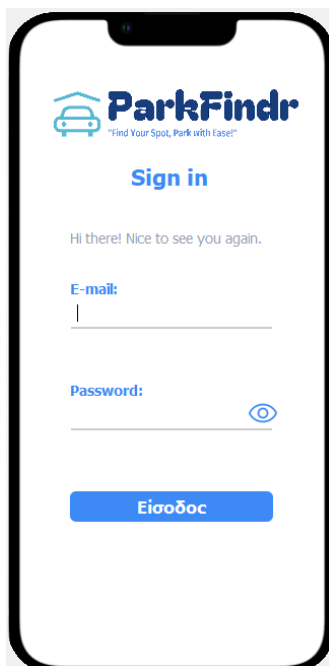 ParkFindr
"Find Your Spot, Park with Ease!"
Sign in
Hi there! Nice to see you again.
E-mail:
Password:
Είσοδος